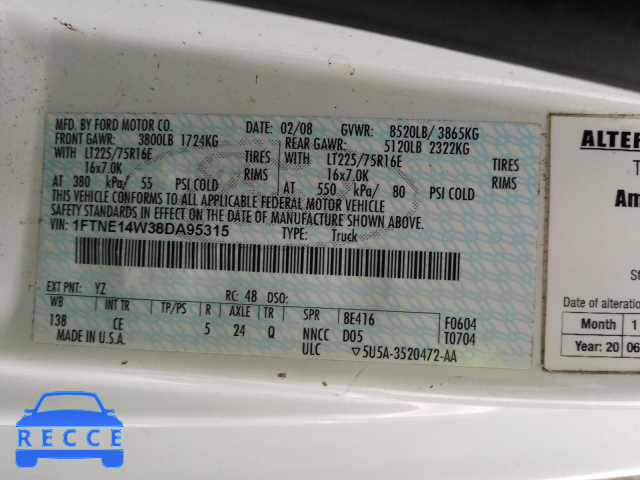 MFD. BY FORD MOTOR CO.
DATE: 02/08 GVWR: 8520LB/ 3865KG
FRONT GAWR: 3800LB 1724KG
REAR GAWR: 5120LB 2322KG
WITH LT225/75R16E TIRES
WITH LT225/75R16E TIRES
16x7.0K RIMS
16x7.0K RIMS
AT 380 kPa/ 55 PSI COLD
AT 550 kPa/ 80 PSI COLD
THIS VEHICLE CONFORMS TO ALL APPLICABLE FEDERAL MOTOR VEHICLE
SAFETY STANDARDS IN EFFECT ON THE DATE OF MANUFACTURE SHOWN ABOVE.
VIN: 1FTNE14W38DA95315
TYPE: Truck
EXT PNT: YZ RC: 48 DSO:
WB INT TR TP/PS R AXLE TR SPR 8E416 F0604
138 CE 5 24 Q NNCC D05 T0704
MADE IN U.S.A. ULC ▽5U5A-3520472-AA
ALTER
T
Am
St
Date of alteration
Month 1
Year: 20 06
RECCE